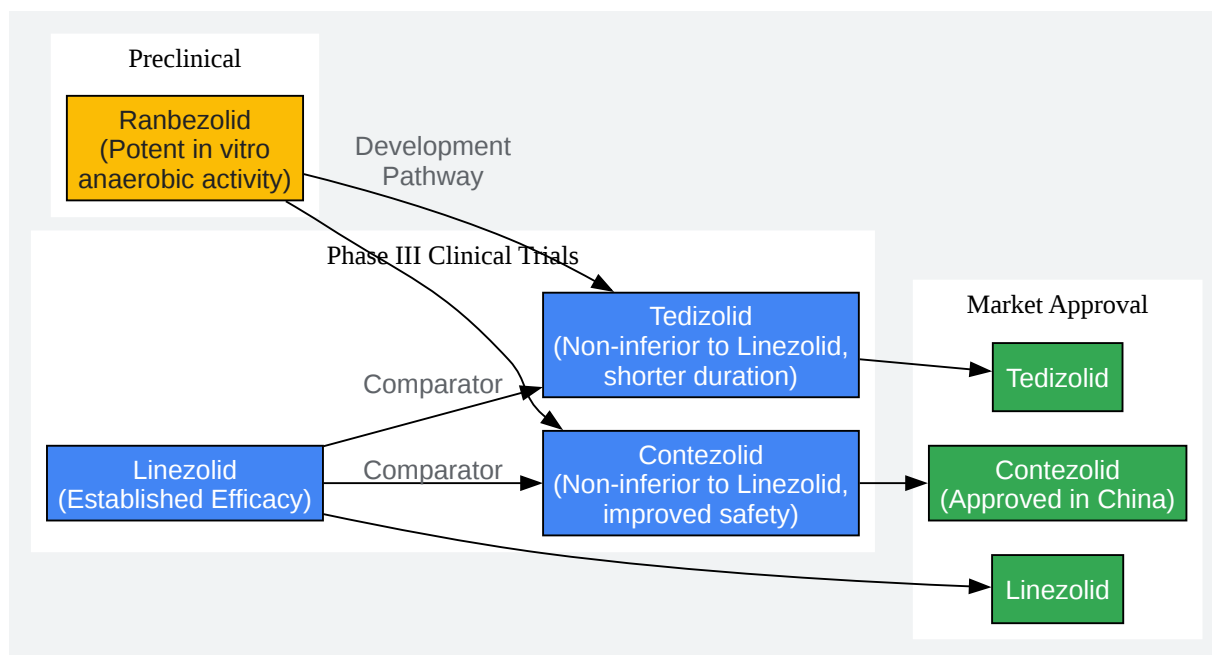 Preclinical
Ranbezolid
(Potent in vitro
anaerobic activity)
Development
Pathway
Phase III Clinical Trials
Tedizolid
(Non-inferior to Linezolid,
shorter duration)
Comparator
Linezolid
(Established Efficacy)
Comparator
Contezolid
(Non-inferior to Linezolid,
improved safety)
Market Approval
Tedizolid
Contezolid
(Approved in China)
Linezolid